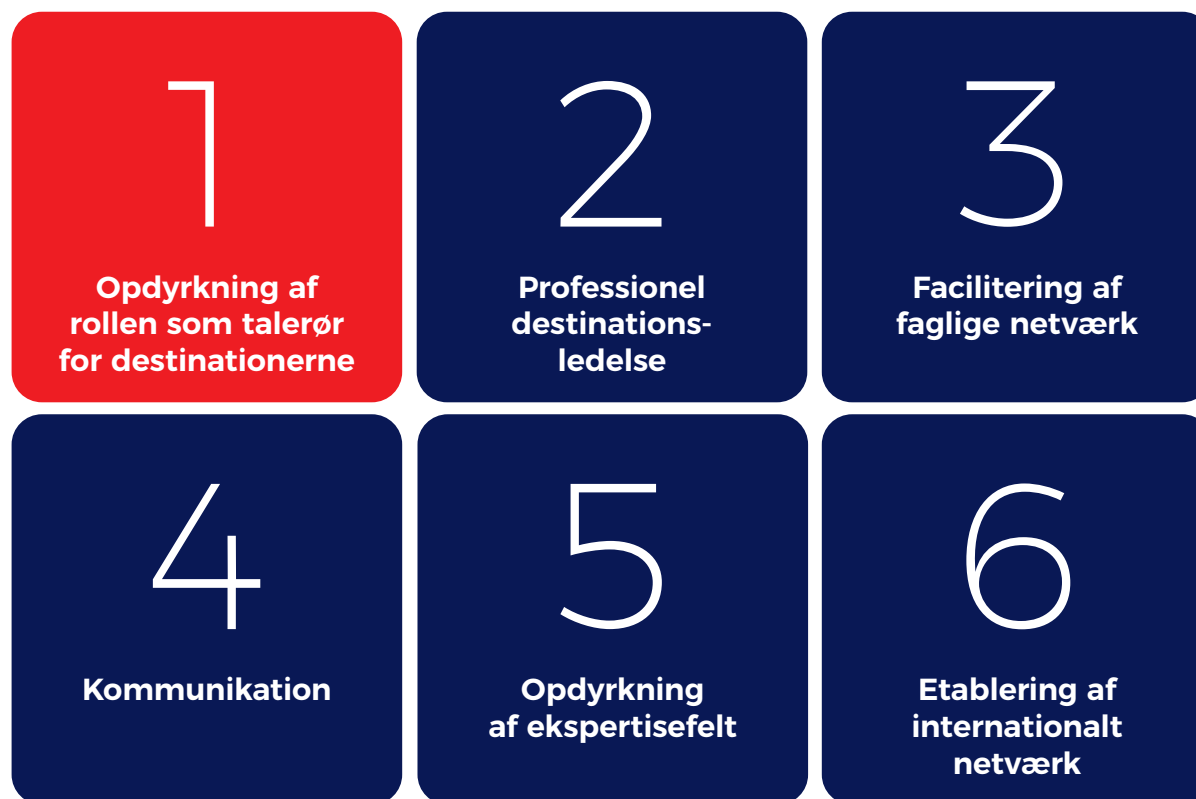 1
Opdyrkning af
rollen som talerør
for destinationerne
2
Professionel
destinations-
ledelse
3
Facilitering af
faglige netværk
4
Kommunikation
5
Opdyrkning
af ekspertisefelt
6
Etablering af
internationalt
netværk